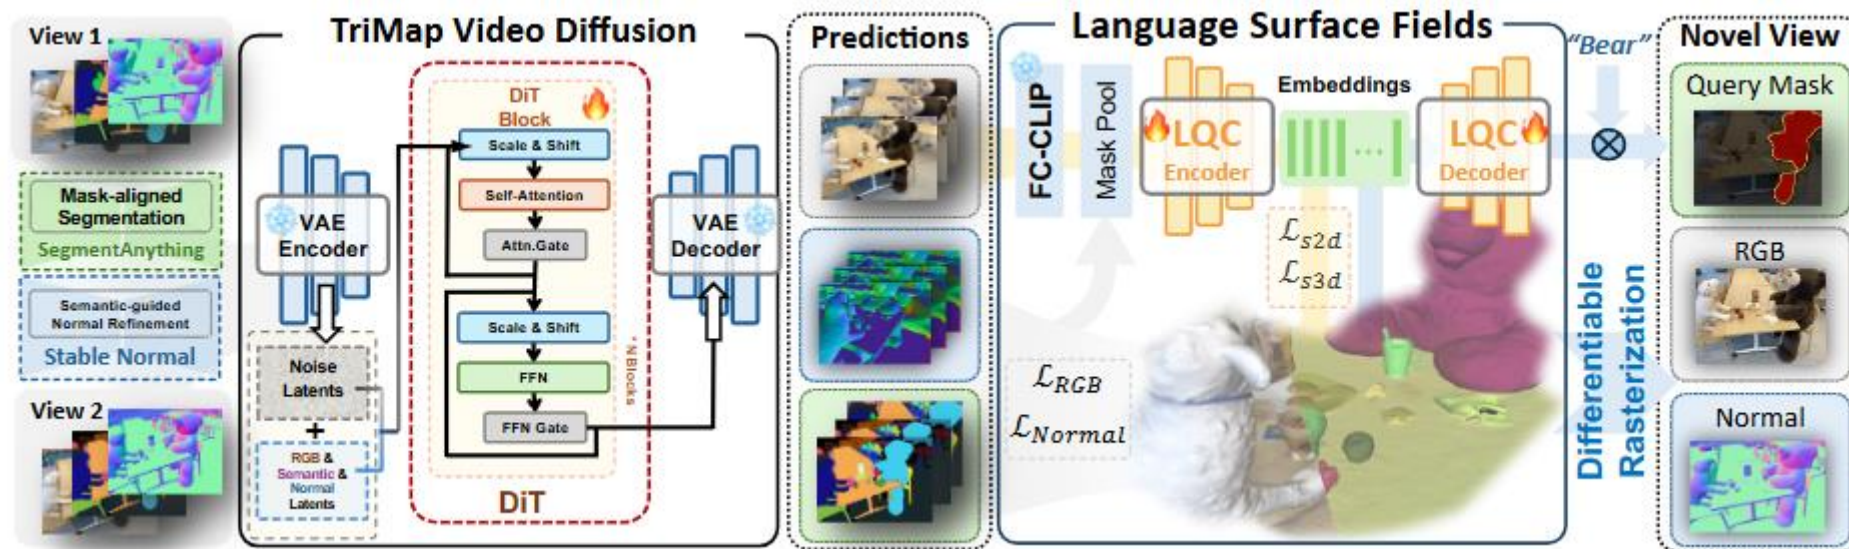 View 1
Mask-aligned
Segmentation
SegmentAnything
Semantic-guided
Normal Refinement
Stable Normal
View 2
TriMap Video Diffusion
VAE
Encoder
Noise
Latents
+
RGB &
Semantic &
Normal
Latents
DiT
Block
Scale & Shift
Self-Attention
Attn.Gate
Scale & Shift
FFN
FFN Gate
* N Blocks
DiT
VAE
Decoder
Predictions
Language Surface Fields
FC-CLIP
Mask Pool
LQC
Encoder
Embeddings
...
LQC
Decoder
ℒs2d
ℒs3d
ℒRGB
ℒNormal
"Bear"
Differentiable
Rasterization
Novel View
Query Mask
RGB
Normal